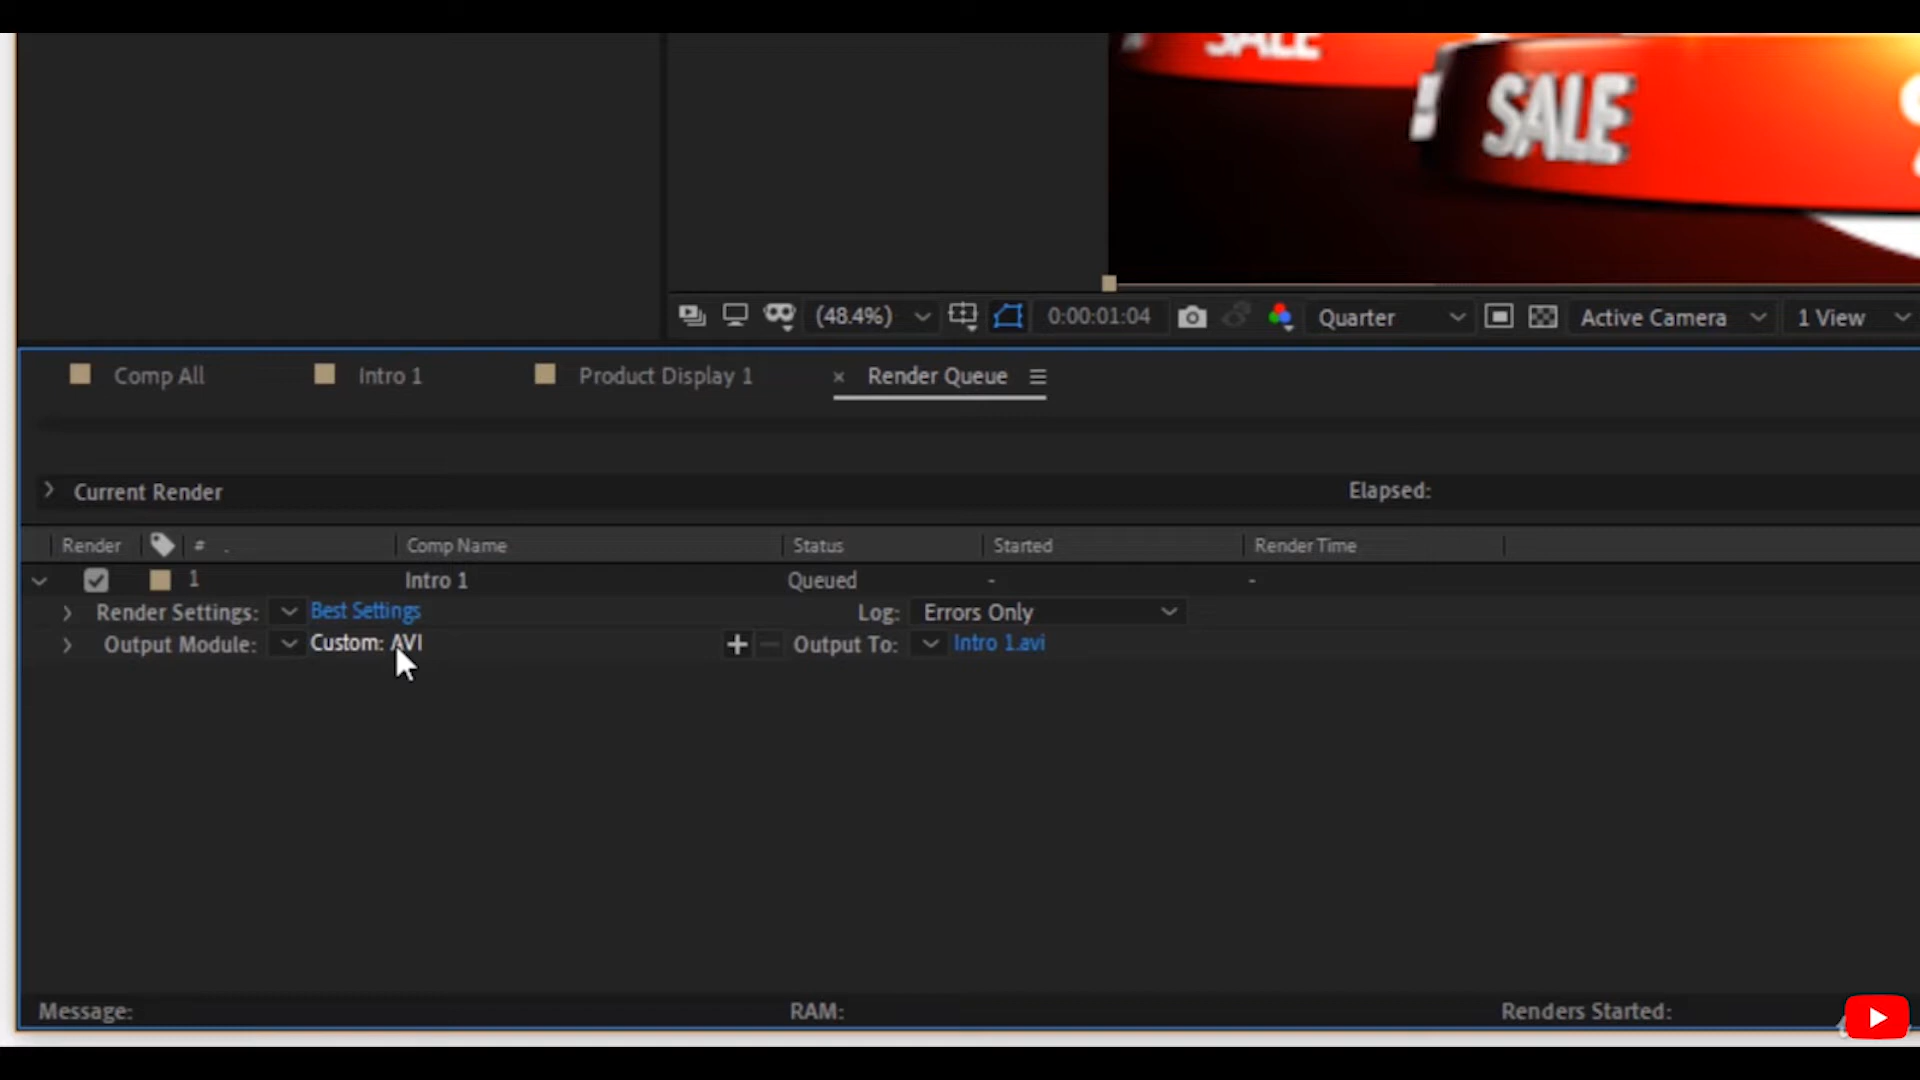 SALE
SALE
(48.4%) 0:00:01:04 Quarter Active Camera 1 View
Comp All Intro 1 Product Display 1 × Render Queue
Current Render Elapsed:
Render # Comp Name Status Started Render Time
1 Intro 1 Queued - -
Render Settings: Best Settings Log: Errors Only
Output Module: Custom: AVI + Output To: Intro 1.avi
Message: RAM: Renders Started: